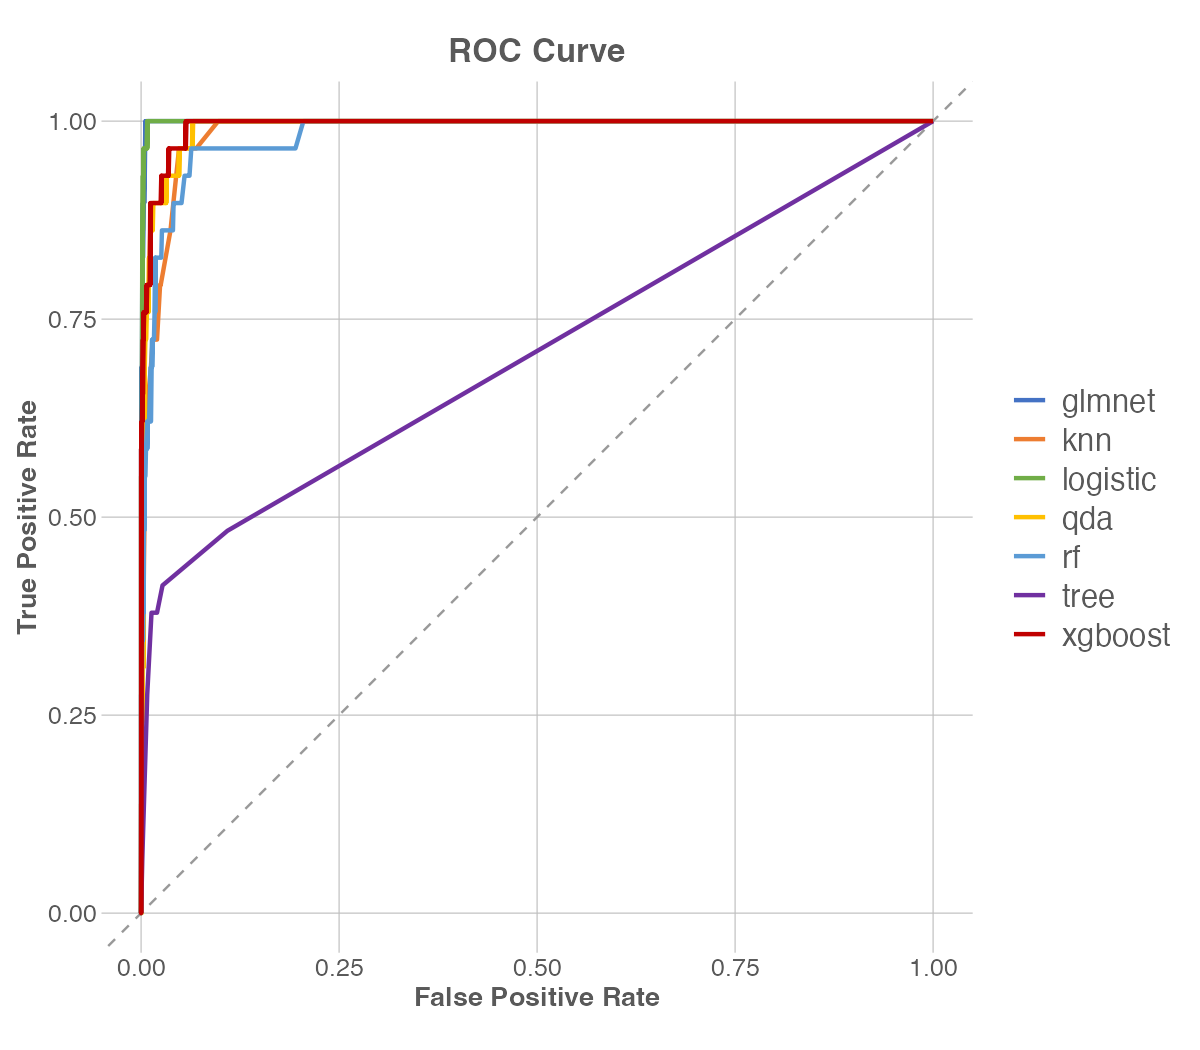 ROC Curve
1.00
0.75
0.50
0.25
0.00
True Positive Rate
0.00 0.25 0.50 0.75 1.00
False Positive Rate
glmnet
knn
logistic
qda
rf
tree
xgboost